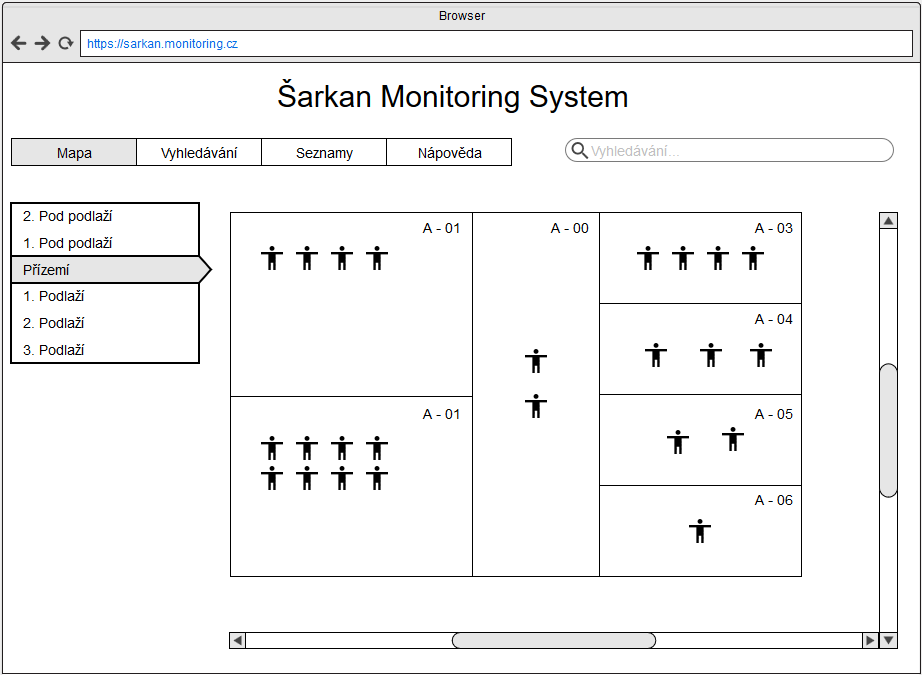 Browser
https://sarkan.monitoring.cz
Šarkan Monitoring System
Mapa
Vyhledávání
Seznamy
Nápověda
Vyhledávání...
2. Pod podlaží
1. Pod podlaží
Přízemí
1. Podlaží
2. Podlaží
3. Podlaží
A - 01
A - 00
A - 03
A - 04
A - 01
A - 05
A - 06